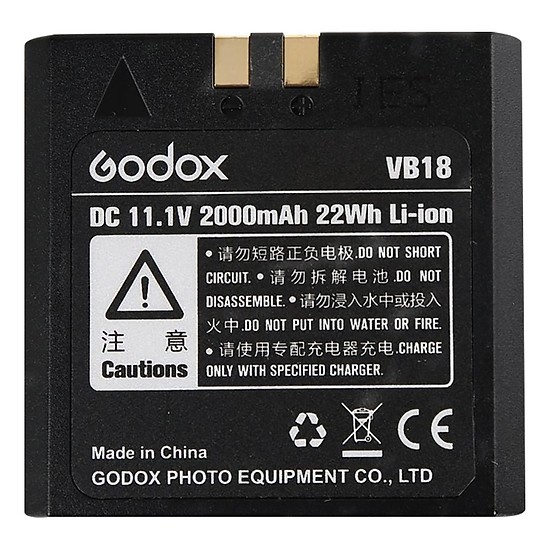 IES
Godox VB18
DC 11.1V 2000mAh 22Wh Li-ion
• 请勿短路正负电极.DO NOT SHORT
CIRCUIT. • 请勿拆解电池.DO NOT
DISASSEMBLE. • 请勿浸入水中或投入
火中.DO NOT PUT INTO WATER OR FIRE.
• 请使用专配充电器充电.CHARGE
ONLY WITH SPECIFIED CHARGER.
注 意
Cautions
CE
Made in China
GODOX PHOTO EQUIPMENT CO., LTD